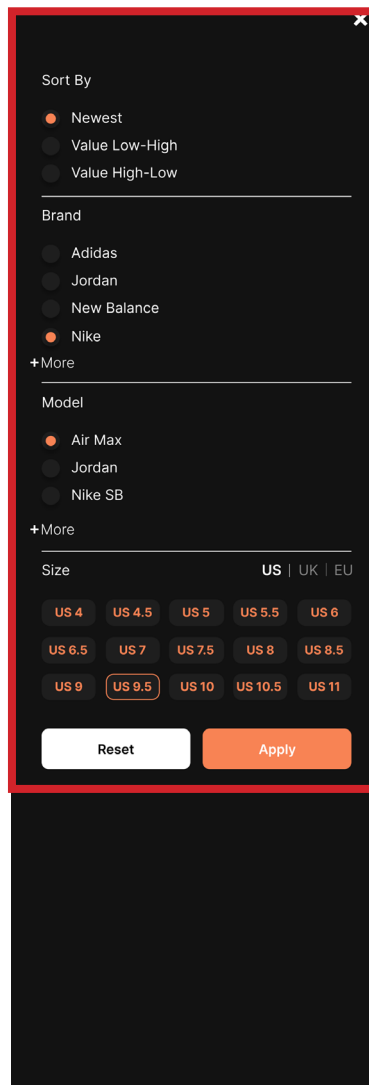 ×
Sort By
Newest
Value Low-High
Value High-Low
Brand
Adidas
Jordan
New Balance
Nike
+More
Model
Air Max
Jordan
Nike SB
+More
Size US | UK | EU
US 4 US 4.5 US 5 US 5.5 US 6
US 6.5 US 7 US 7.5 US 8 US 8.5
US 9 US 9.5 US 10 US 10.5 US 11
Reset Apply